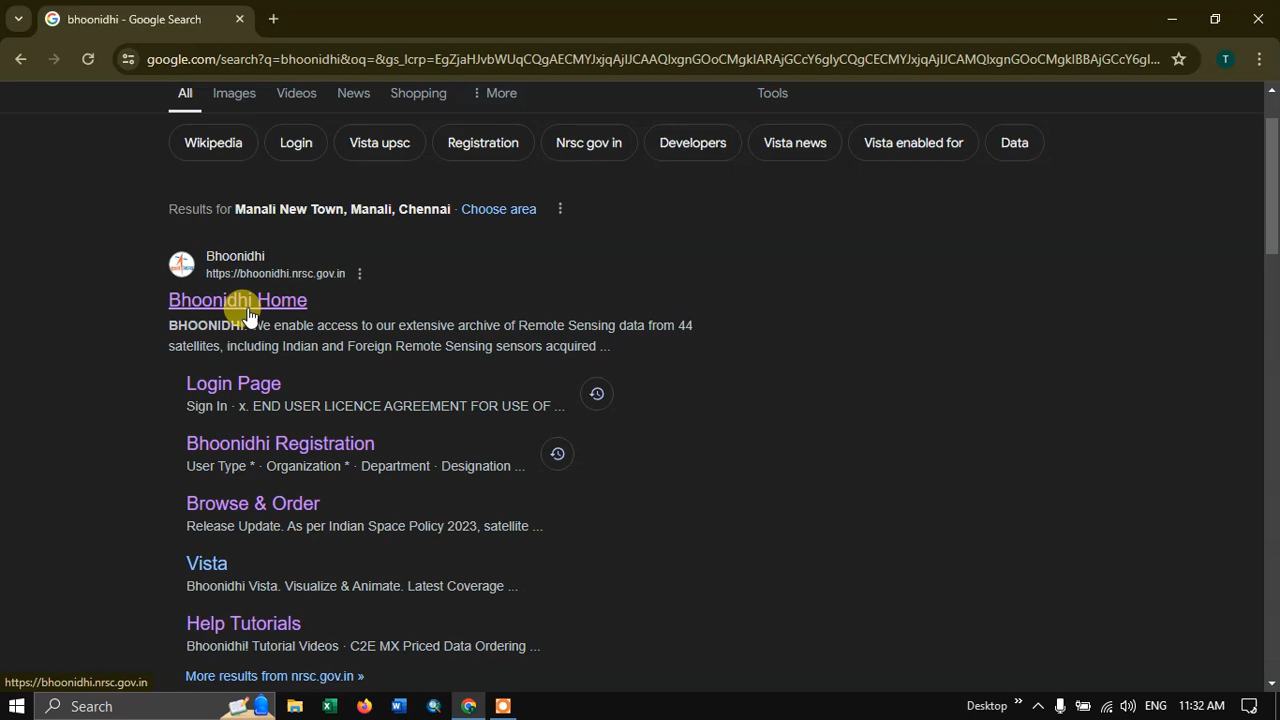 bhoonidhi - Google Search
google.com/search?q=bhoonidhi&oq=&gs_lcrp=EgZjaHJvbWUqCQgAECMYJxjqAjIJCAAQIxgnGOoCMgkIARAjGCcY6gIyCQgCECMYJxjqAjIJCAMQIxgnGOoCMgkIBBAjGCcY6gI...
T
All Images Videos News Shopping More Tools
Wikipedia Login Vista upsc Registration Nrsc gov in Developers Vista news Vista enabled for Data
Results for Manali New Town, Manali, Chennai · Choose area
Bhoonidhi
https://bhoonidhi.nrsc.gov.in
Bhoonidhi Home
BHOONIDHI. We enable access to our extensive archive of Remote Sensing data from 44
satellites, including Indian and Foreign Remote Sensing sensors acquired ...
Login Page
Sign In · x. END USER LICENCE AGREEMENT FOR USE OF ...
Bhoonidhi Registration
User Type * · Organization * · Department · Designation ...
Browse & Order
Release Update. As per Indian Space Policy 2023, satellite ...
Vista
Bhoonidhi Vista. Visualize & Animate. Latest Coverage ...
Help Tutorials
Bhoonidhi! Tutorial Videos · C2E MX Priced Data Ordering ...
More results from nrsc.gov.in »
https://bhoonidhi.nrsc.gov.in
Search Desktop » ENG 11:32 AM